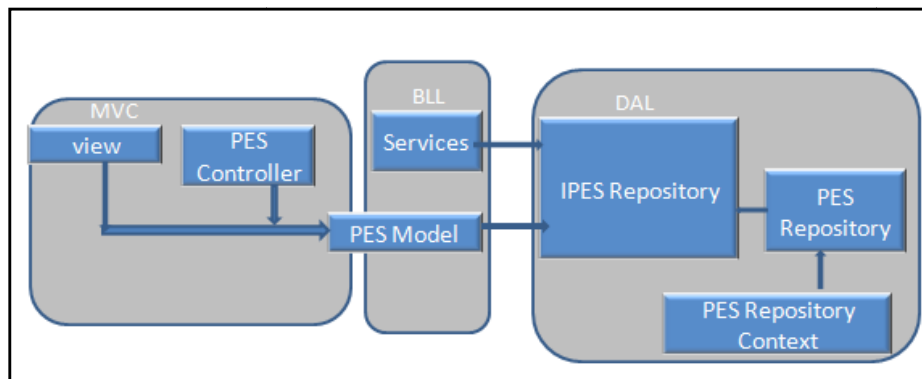 MVC
view
PES
Controller
BLL
Services
PES Model
DAL
IPES Repository
PES
Repository
PES Repository
Context